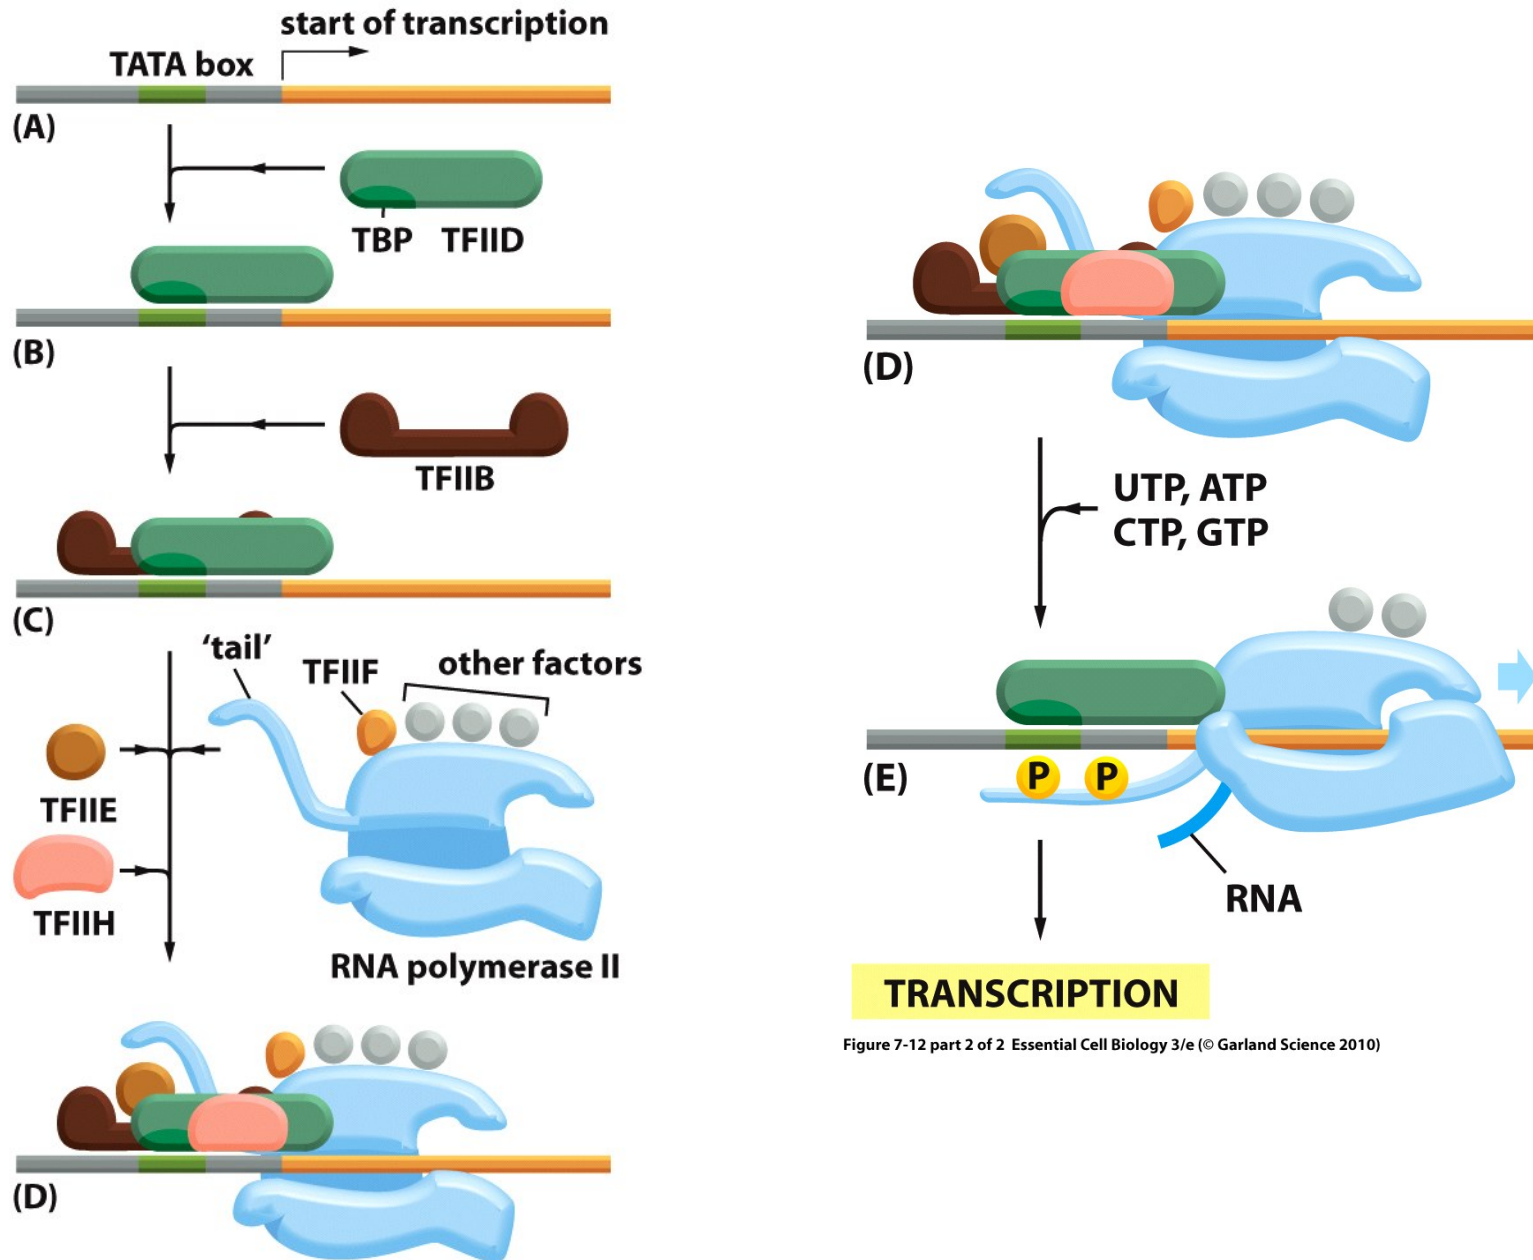 start of transcription
TATA box
(A)
TBP TFIID
(B)
TFIIB
(C)
‘tail’
TFIIF
other factors
TFIIE
TFIIH
RNA polymerase II
(D)
(D)
UTP, ATP
CTP, GTP
P P
(E)
RNA
TRANSCRIPTION
Figure 7-12 part 2 of 2 Essential Cell Biology 3/e (© Garland Science 2010)